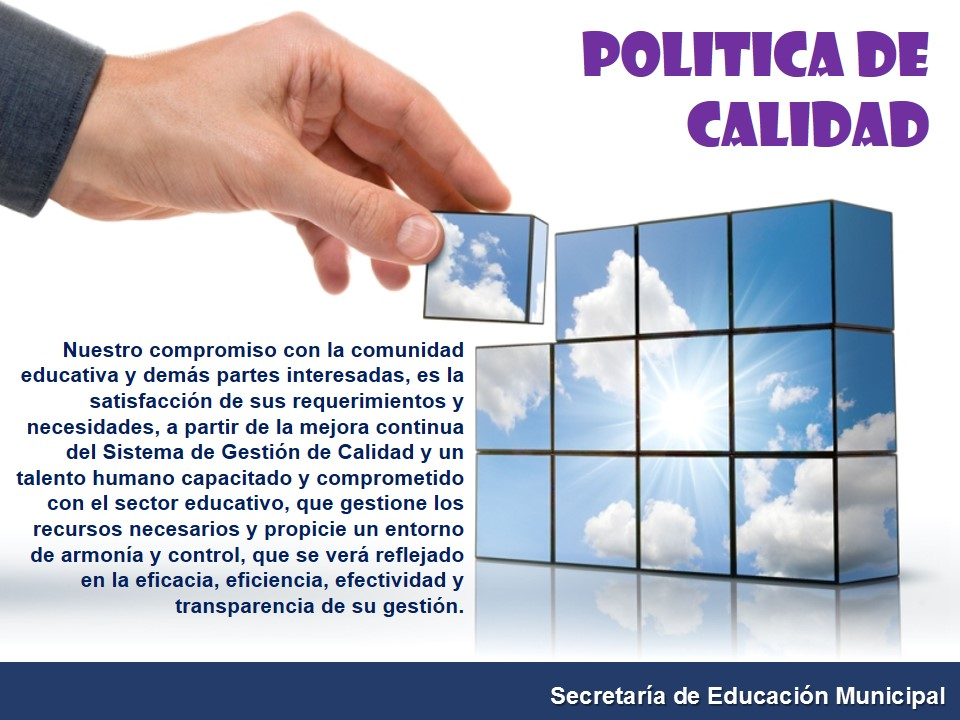 POLITICA DE
CALIDAD
Nuestro compromiso con la comunidad
educativa y demás partes interesadas, es la
satisfacción de sus requerimientos y
necesidades, a partir de la mejora continua
del Sistema de Gestión de Calidad y un
talento humano capacitado y comprometido
con el sector educativo, que gestione los
recursos necesarios y propicie un entorno
de armonía y control, que se verá reflejado
en la eficacia, eficiencia, efectividad y
transparencia de su gestión.
Secretaría de Educación Municipal